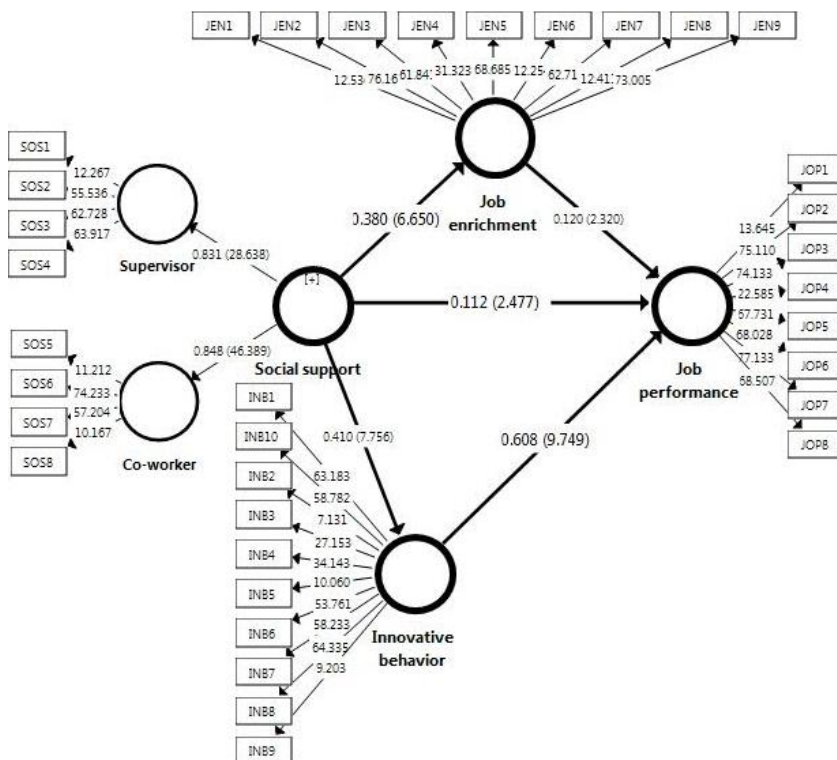 JEN1 JEN2 JEN3 JEN4 JEN5 JEN6 JEN7 JEN8 JEN9
12.53 76.16 61.84 31.323 68.685 12.25 62.71 12.41 73.005
Job
enrichment
SOS1
SOS2
SOS3
SOS4
12.267
55.536
62.728
63.917
Supervisor
0.831 (28.638)
0.380 (6.650)
0.120 (2.320)
[+]
Social support
0.112 (2.477)
SOS5
SOS6
SOS7
SOS8
11.212
74.233
57.204
10.167
Co-worker
0.848 (46.389)
0.410 (7.756)
0.608 (9.749)
JOP1
JOP2
JOP3
JOP4
JOP5
JOP6
JOP7
JOP8
13.645
75.110
74.133
22.585
67.731
68.028
77.133
68.507
Job
performance
INB1
INB10
INB2
INB3
INB4
INB5
INB6
INB7
INB8
INB9
63.183
58.782
7.131
27.153
34.143
10.060
53.761
58.233
64.335
9.203
Innovative
behavior